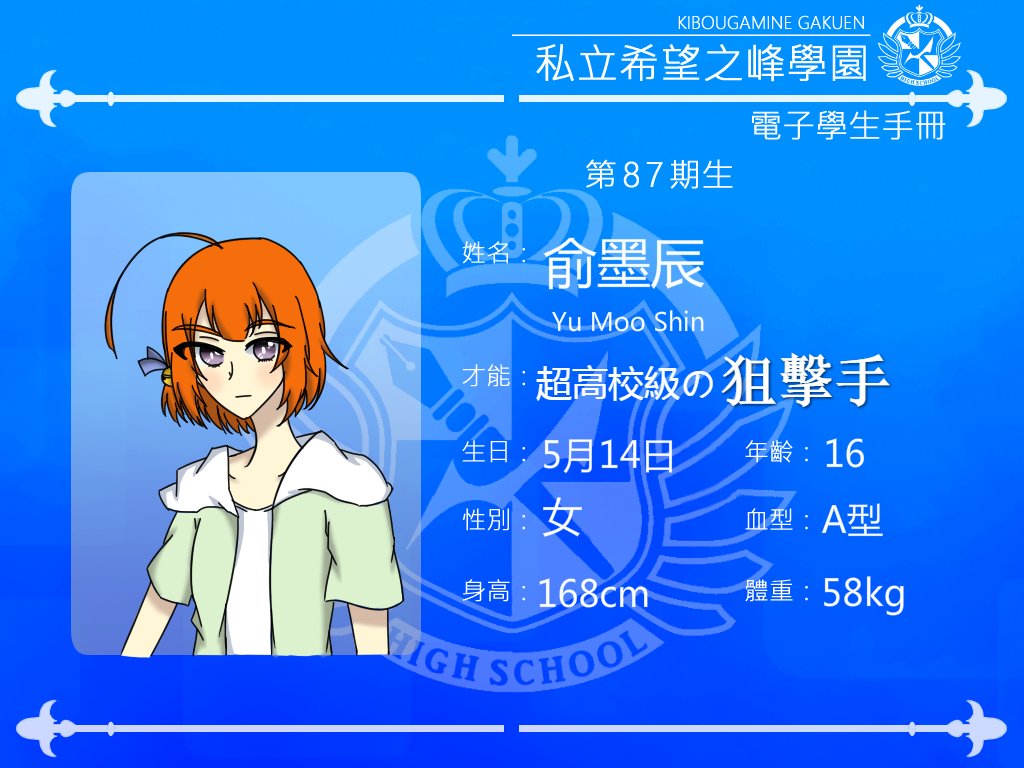 KIBOUGAMINE GAKUEN
私立希望之峰學園
HIGH SCHOOL
電子學生手冊
第87期生
姓名：俞墨辰
Yu Moo Shin
才能：超高校級の狙擊手
生日：5月14日 年齡：16
性別：女 血型：A型
身高：168cm 體重：58kg
HIGH SCHOOL